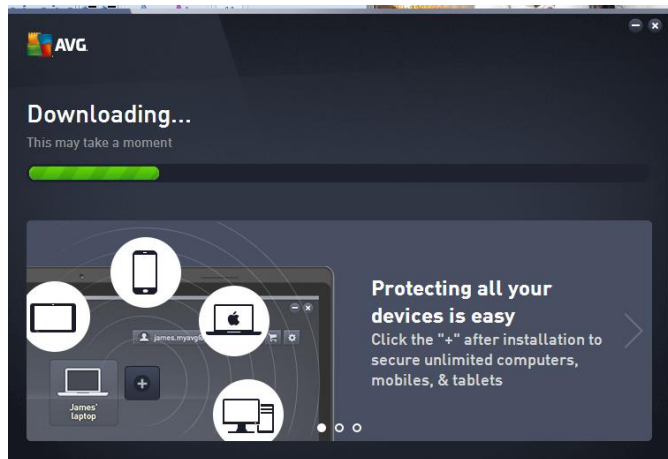 AVG
Downloading...
This may take a moment
Protecting all your
devices is easy
Click the "+" after installation to
secure unlimited computers,
mobiles, & tablets
James'
laptop